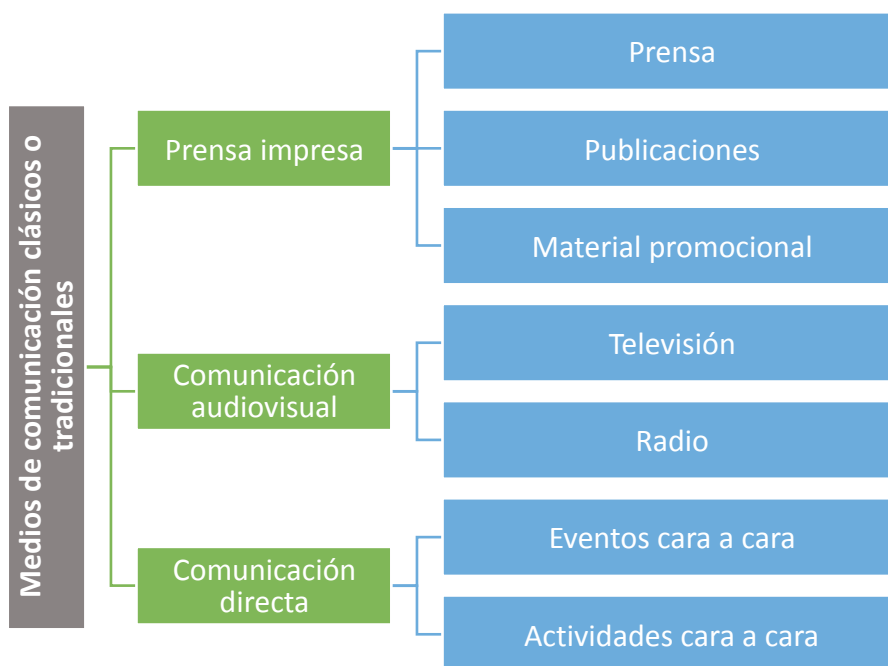 Medios de comunicación clásicos o
tradicionales
Prensa impresa
Prensa
Publicaciones
Material promocional
Comunicación
audiovisual
Televisión
Radio
Comunicación
directa
Eventos cara a cara
Actividades cara a cara